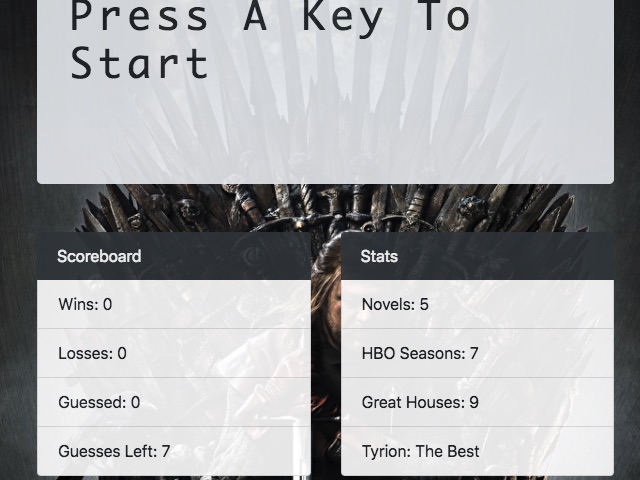 Press A Key To
Start
Scoreboard
Wins: 0
Losses: 0
Guessed: 0
Guesses Left: 7
Stats
Novels: 5
HBO Seasons: 7
Great Houses: 9
Tyrion: The Best